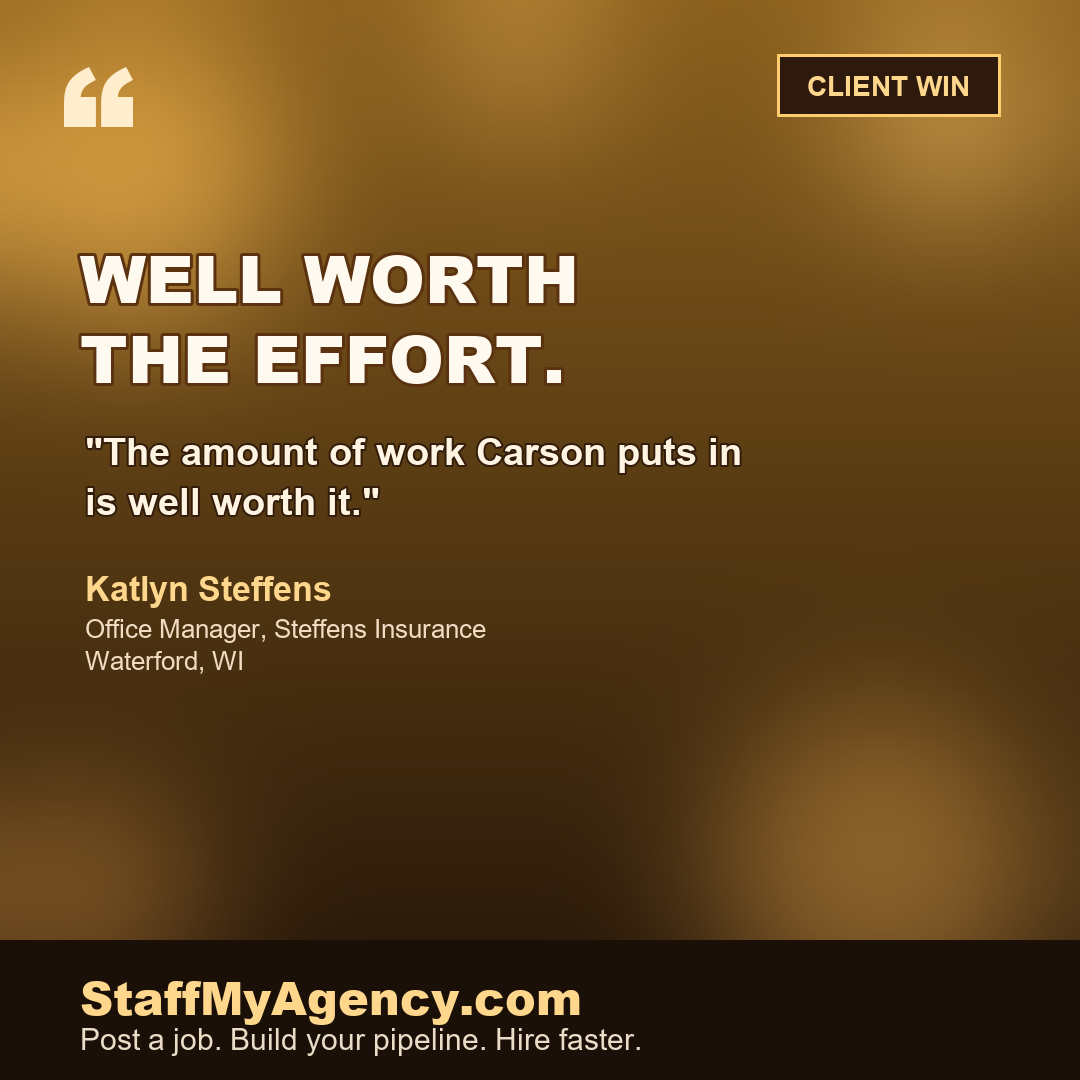 ❝
CLIENT WIN
WELL WORTH
THE EFFORT.
"The amount of work Carson puts in
is well worth it."
Katlyn Steffens
Office Manager, Steffens Insurance
Waterford, WI
StaffMyAgency.com
Post a job. Build your pipeline. Hire faster.